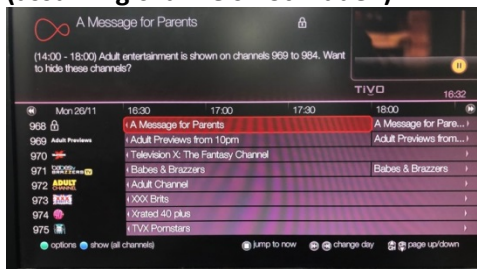 A Message for Parents
(14:00 - 18:00) Adult entertainment is shown on channels 969 to 984. Want
to hide these channels?
TiVo
16:32
Mon 26/11 16:30 17:00 17:30 18:00
968 A Message for Parents A Message for Pare...
969 Adult Previews Adult Previews from 10pm Adult Previews from...
970 Television X: The Fantasy Channel
971 Babes & Brazzers Babes & Brazzers
972 ADULT CHANNEL Adult Channel
973 XXX XXX Brits
974 Xrated 40 plus
975 TVX Pornstars
options show (all channels) jump to now change day page up/down